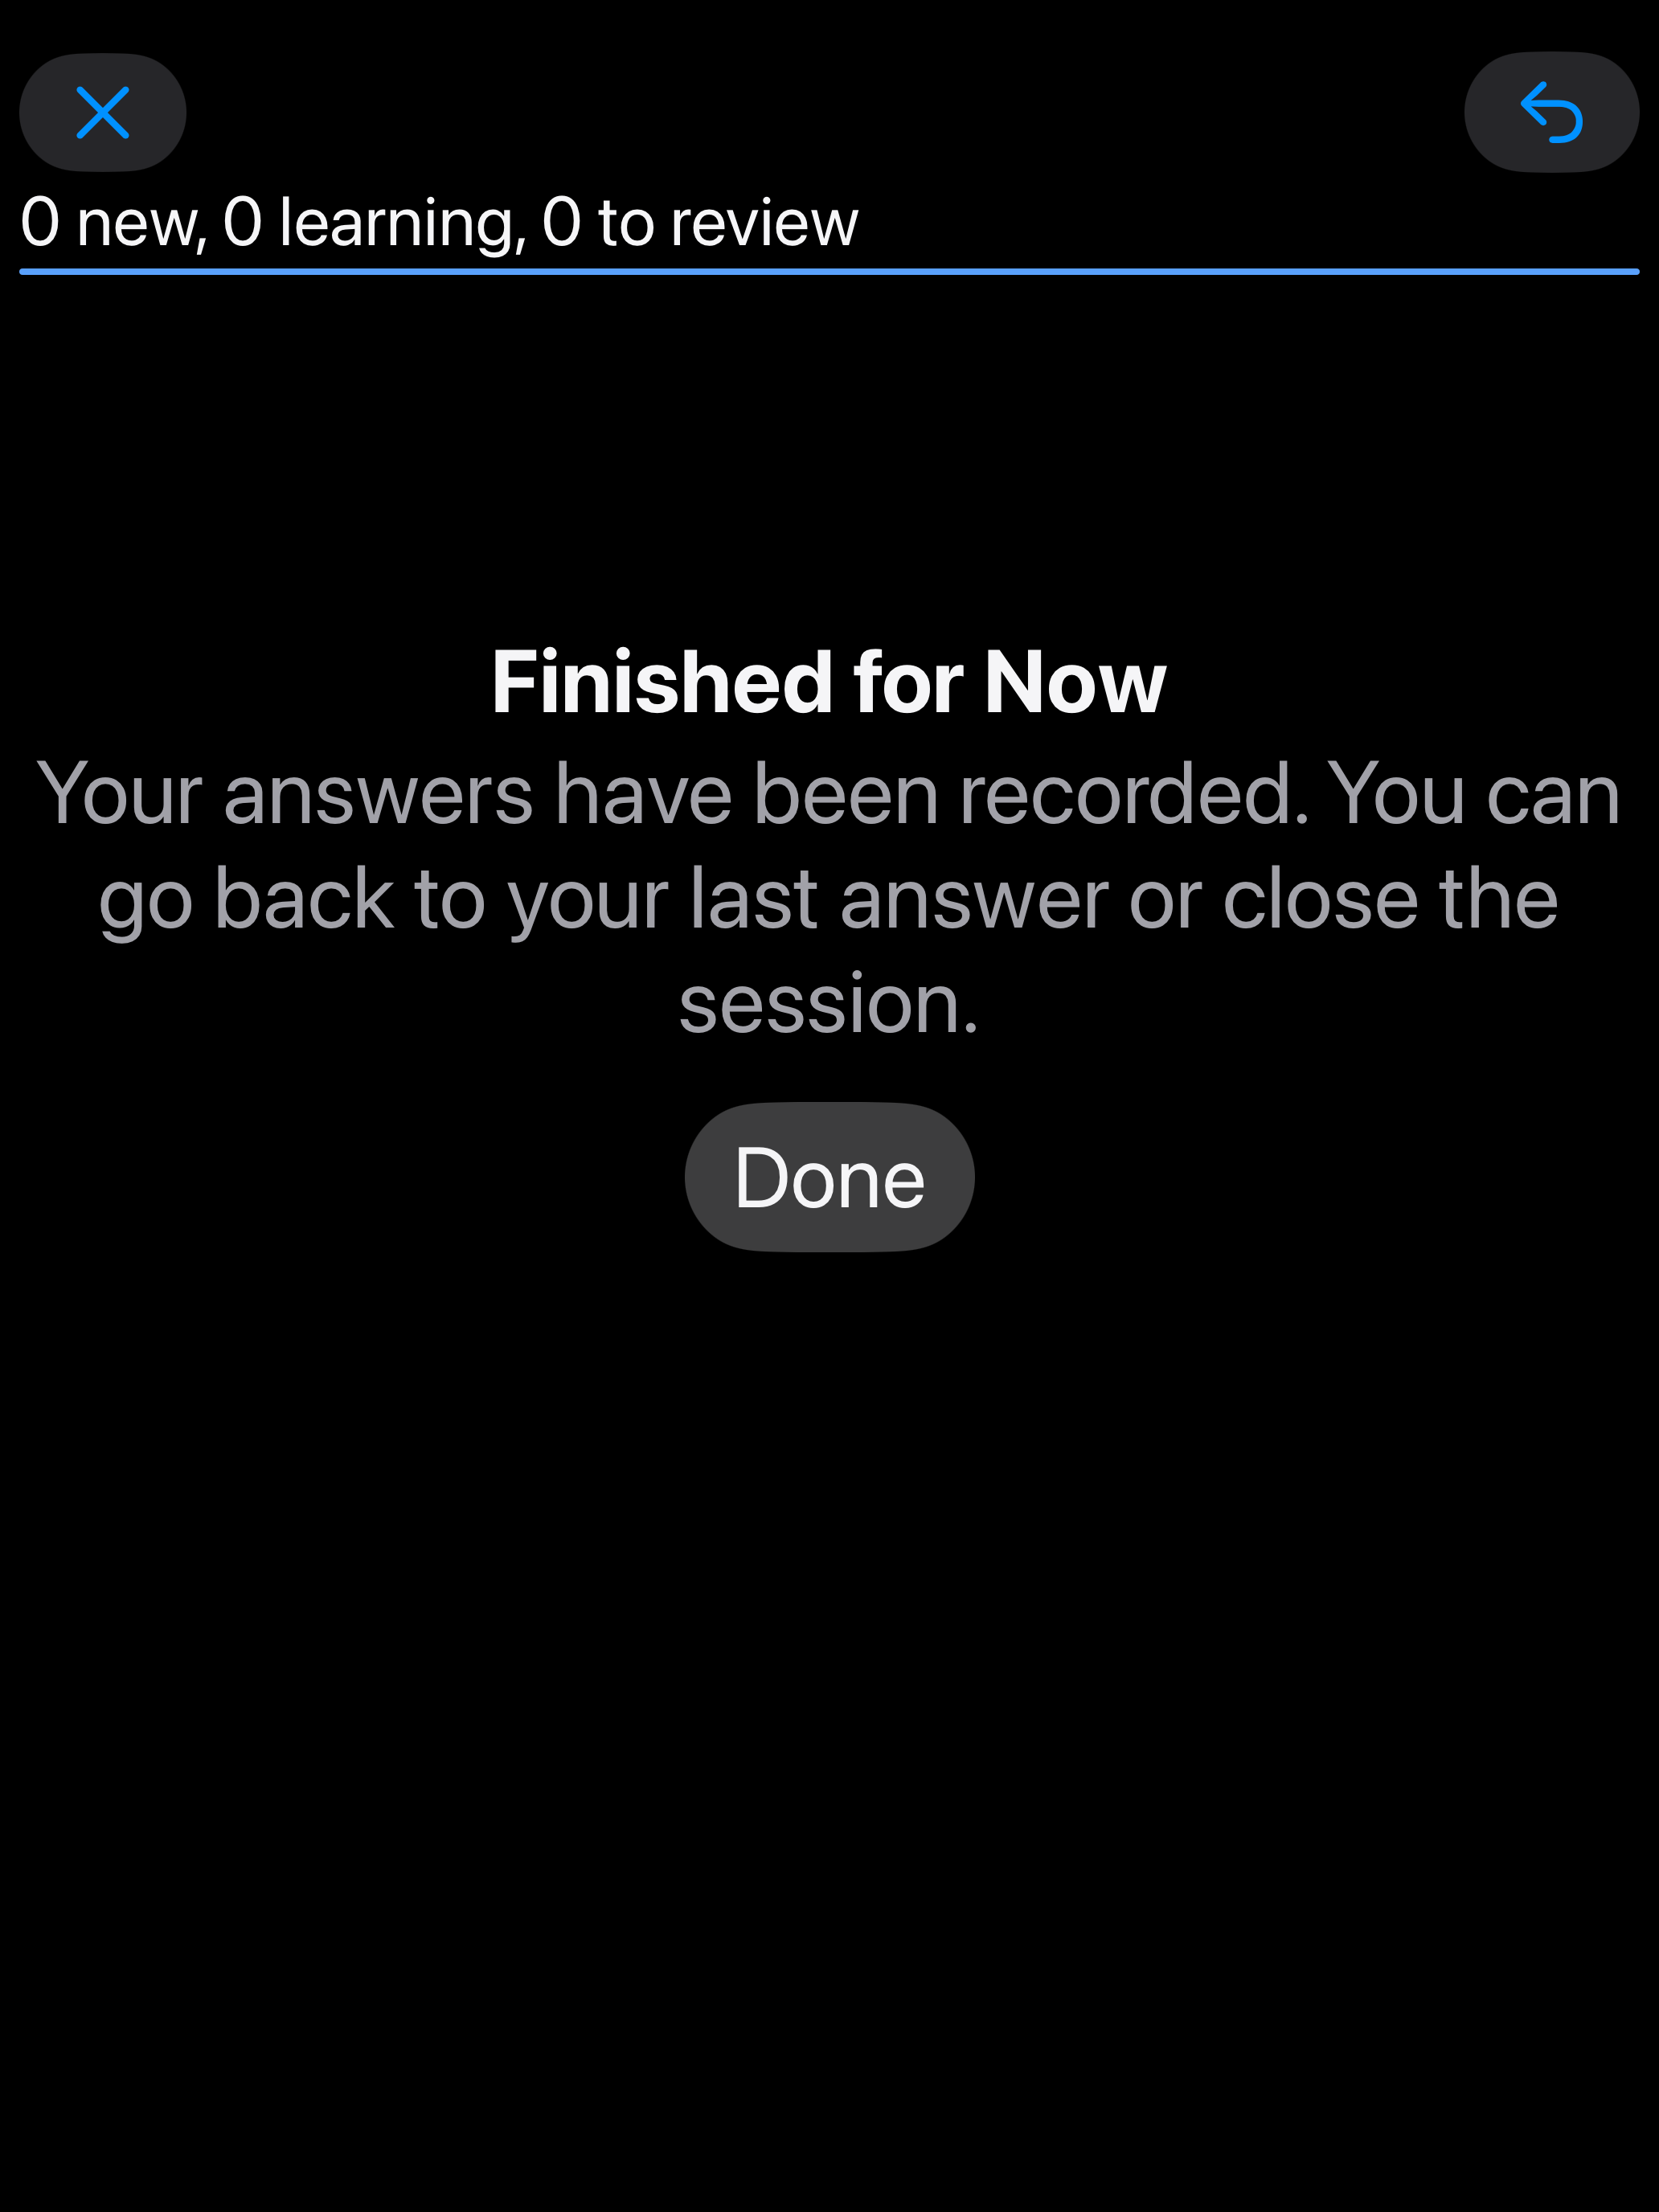 0 new, 0 learning, 0 to review
Finished for Now
Your answers have been recorded. You can
go back to your last answer or close the
session.
Done